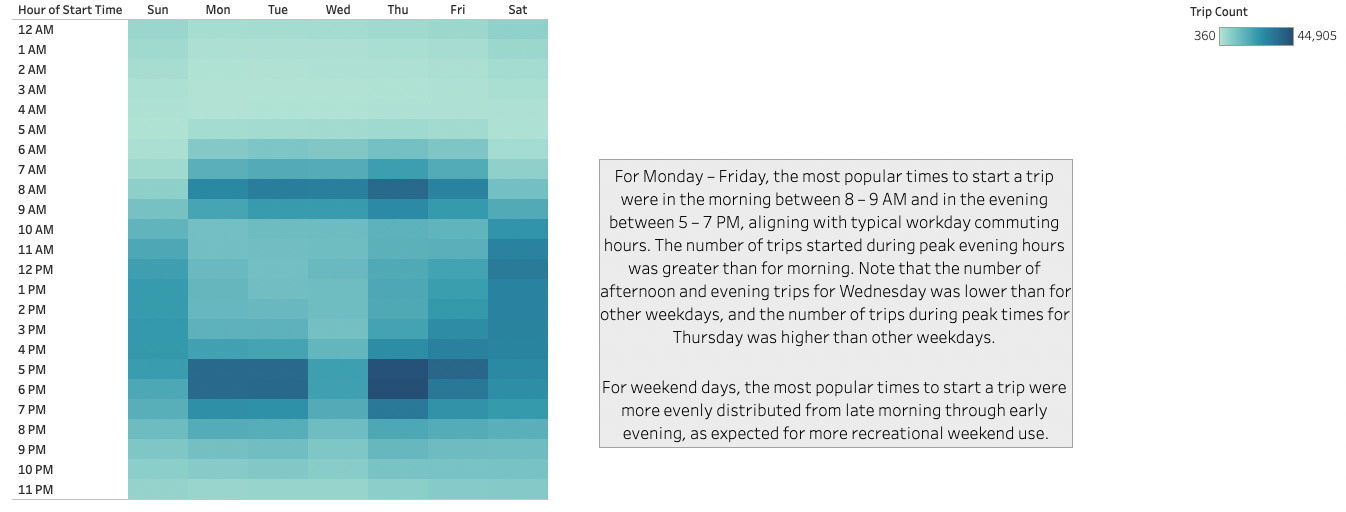 Hour of Start Time Sun Mon Tue Wed Thu Fri Sat
12 AM
1 AM
2 AM
3 AM
4 AM
5 AM
6 AM
7 AM
8 AM
9 AM
10 AM
11 AM
12 PM
1 PM
2 PM
3 PM
4 PM
5 PM
6 PM
7 PM
8 PM
9 PM
10 PM
11 PM
For Monday – Friday, the most popular times to start a trip
were in the morning between 8 – 9 AM and in the evening
between 5 – 7 PM, aligning with typical workday commuting
hours. The number of trips started during peak evening hours
was greater than for morning. Note that the number of
afternoon and evening trips for Wednesday was lower than for
other weekdays, and the number of trips during peak times for
Thursday was higher than other weekdays.
For weekend days, the most popular times to start a trip were
more evenly distributed from late morning through early
evening, as expected for more recreational weekend use.
Trip Count
360 44,905